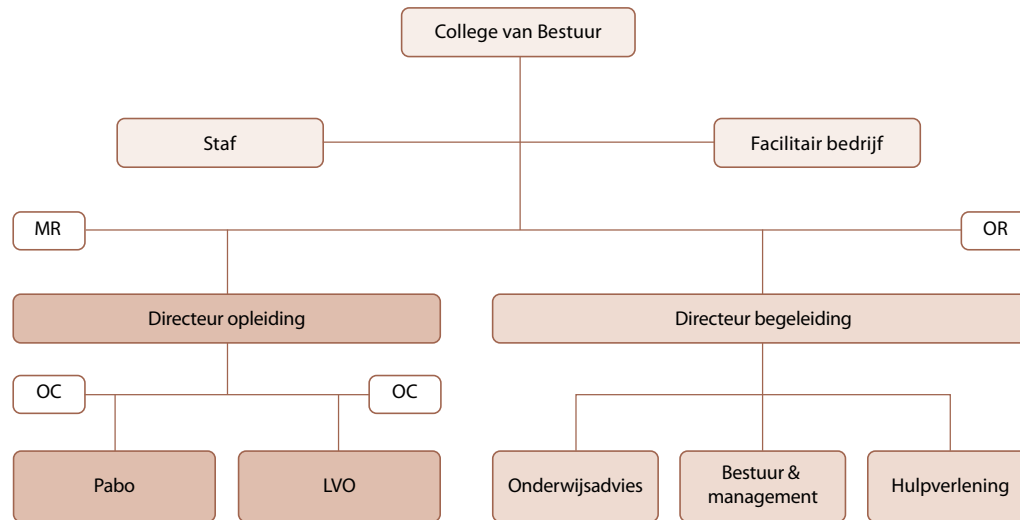 College van Bestuur
Staf
Facilitair bedrijf
MR
OR
Directeur opleiding
Directeur begeleiding
OC
OC
Pabo
LVO
Onderwijsadvies
Bestuur &
management
Hulpverlening